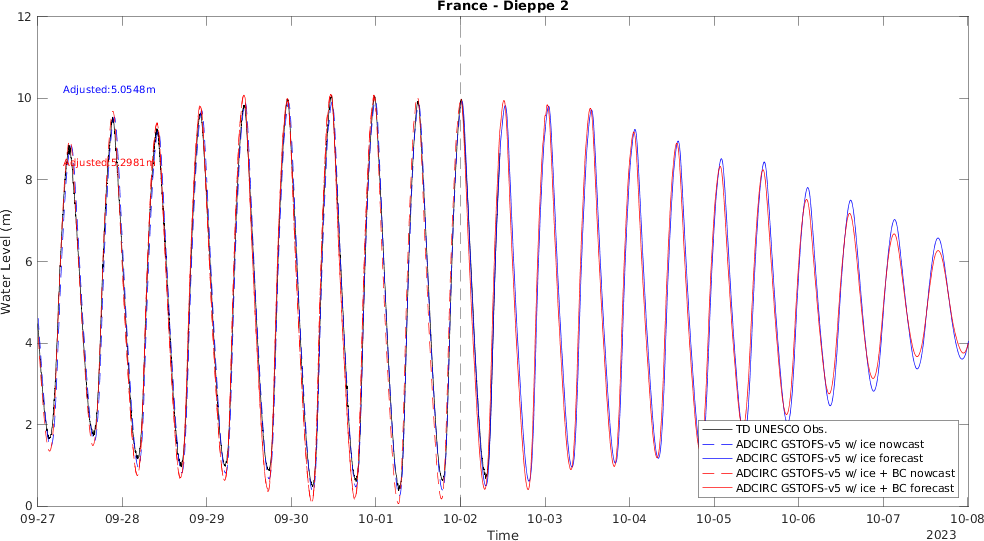 France - Dieppe 2
12
10
8
6
4
2
0
Water Level (m)
Adjusted:5.0548m
Adjusted:5.2981m
TD UNESCO Obs.
ADCIRC GSTOFS-v5 w/ ice nowcast
ADCIRC GSTOFS-v5 w/ ice forecast
ADCIRC GSTOFS-v5 w/ ice + BC nowcast
ADCIRC GSTOFS-v5 w/ ice + BC forecast
09-27 09-28 09-29 09-30 10-01 10-02 10-03 10-04 10-05 10-06 10-07 10-08
Time
2023